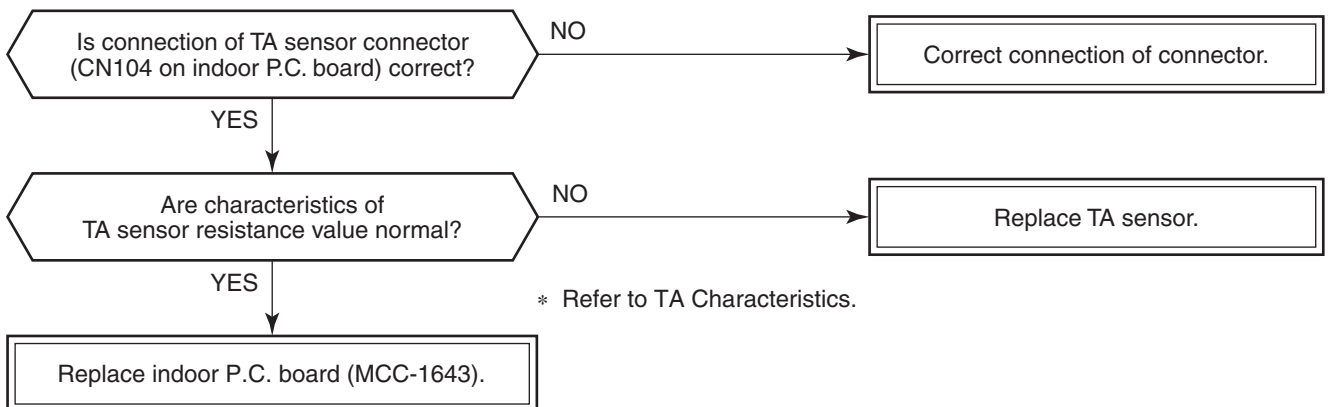 Is connection of TA sensor connector
(CN104 on indoor P.C. board) correct?
NO
Correct connection of connector.
YES
Are characteristics of
TA sensor resistance value normal?
NO
Replace TA sensor.
YES
* Refer to TA Characteristics.
Replace indoor P.C. board (MCC-1643).